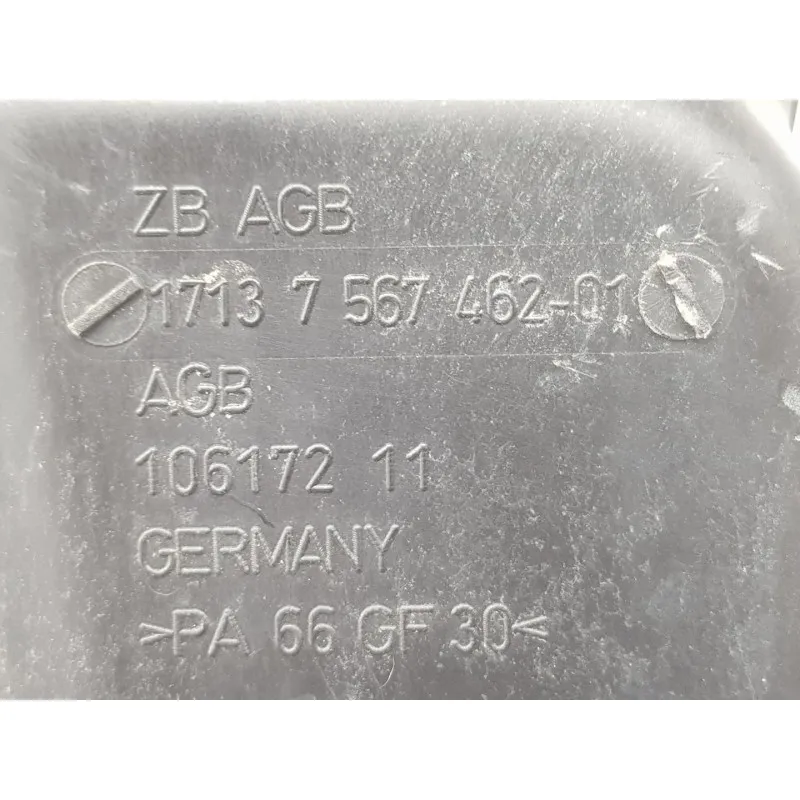 ZB AGB
1713 7 567 462-01
AGB
106172 11
GERMANY
>PA 66 GF 30<